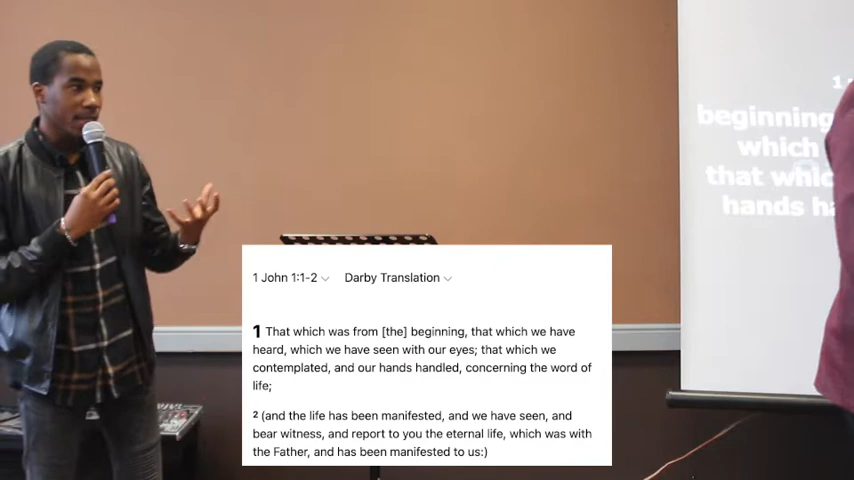 1 John 1:1-2 Darby Translation
1 That which was from [the] beginning, that which we have
heard, which we have seen with our eyes; that which we
contemplated, and our hands handled, concerning the word of
life;
2 (and the life has been manifested, and we have seen, and
bear witness, and report to you the eternal life, which was with
the Father, and has been manifested to us:)
1
beginning
which
that whic
hands ha